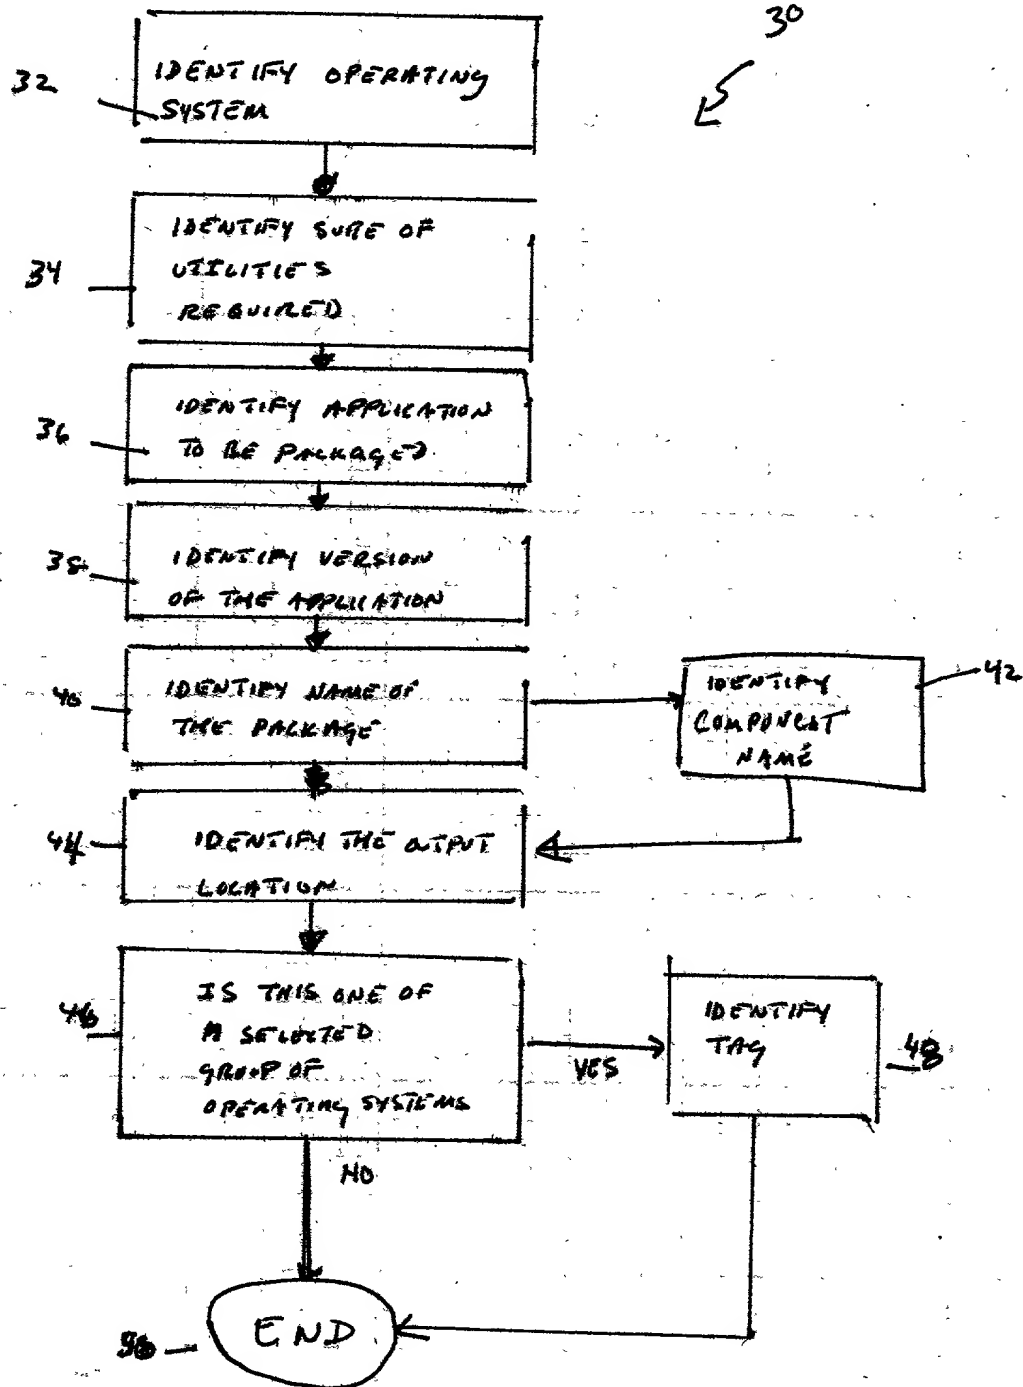 30
32
IDENTIFY OPERATING
SYSTEM
34
IDENTIFY SUITE OF
UTILITIES
REQUIRED
36
IDENTIFY APPLICATION
TO BE PACKAGED
38
IDENTIFY VERSION
OF THE APPLICATION
40
IDENTIFY NAME OF
THE PACKAGE
42
IDENTIFY
COMPONENT
NAME
44
IDENTIFY THE OUTPUT
LOCATION
46
IS THIS ONE OF
A SELECTED
GROUP OF
OPERATING SYSTEMS
YES
IDENTIFY
TAG
48
NO
END